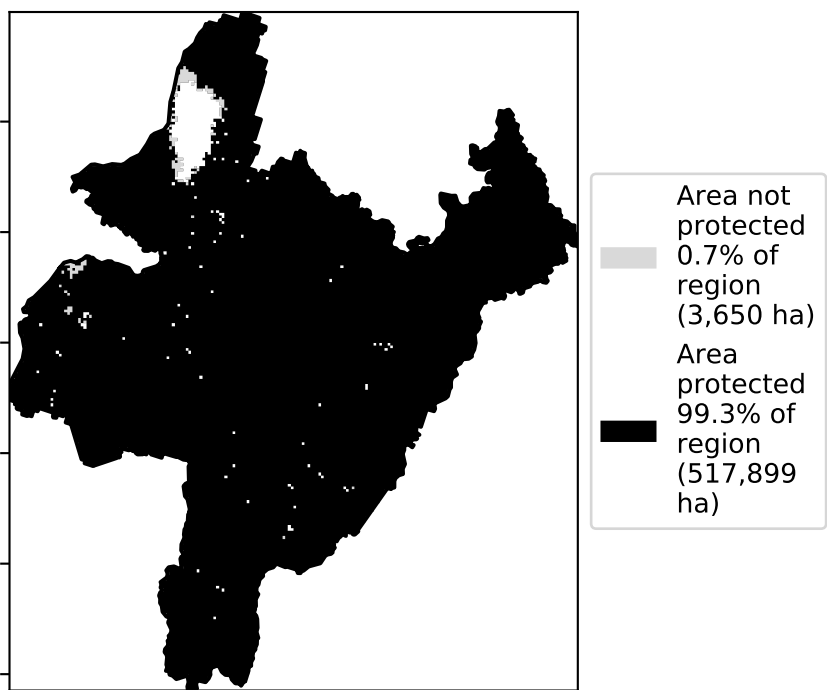 Area not
protected
0.7% of
region
(3,650 ha)
Area
protected
99.3% of
region
(517,899
ha)